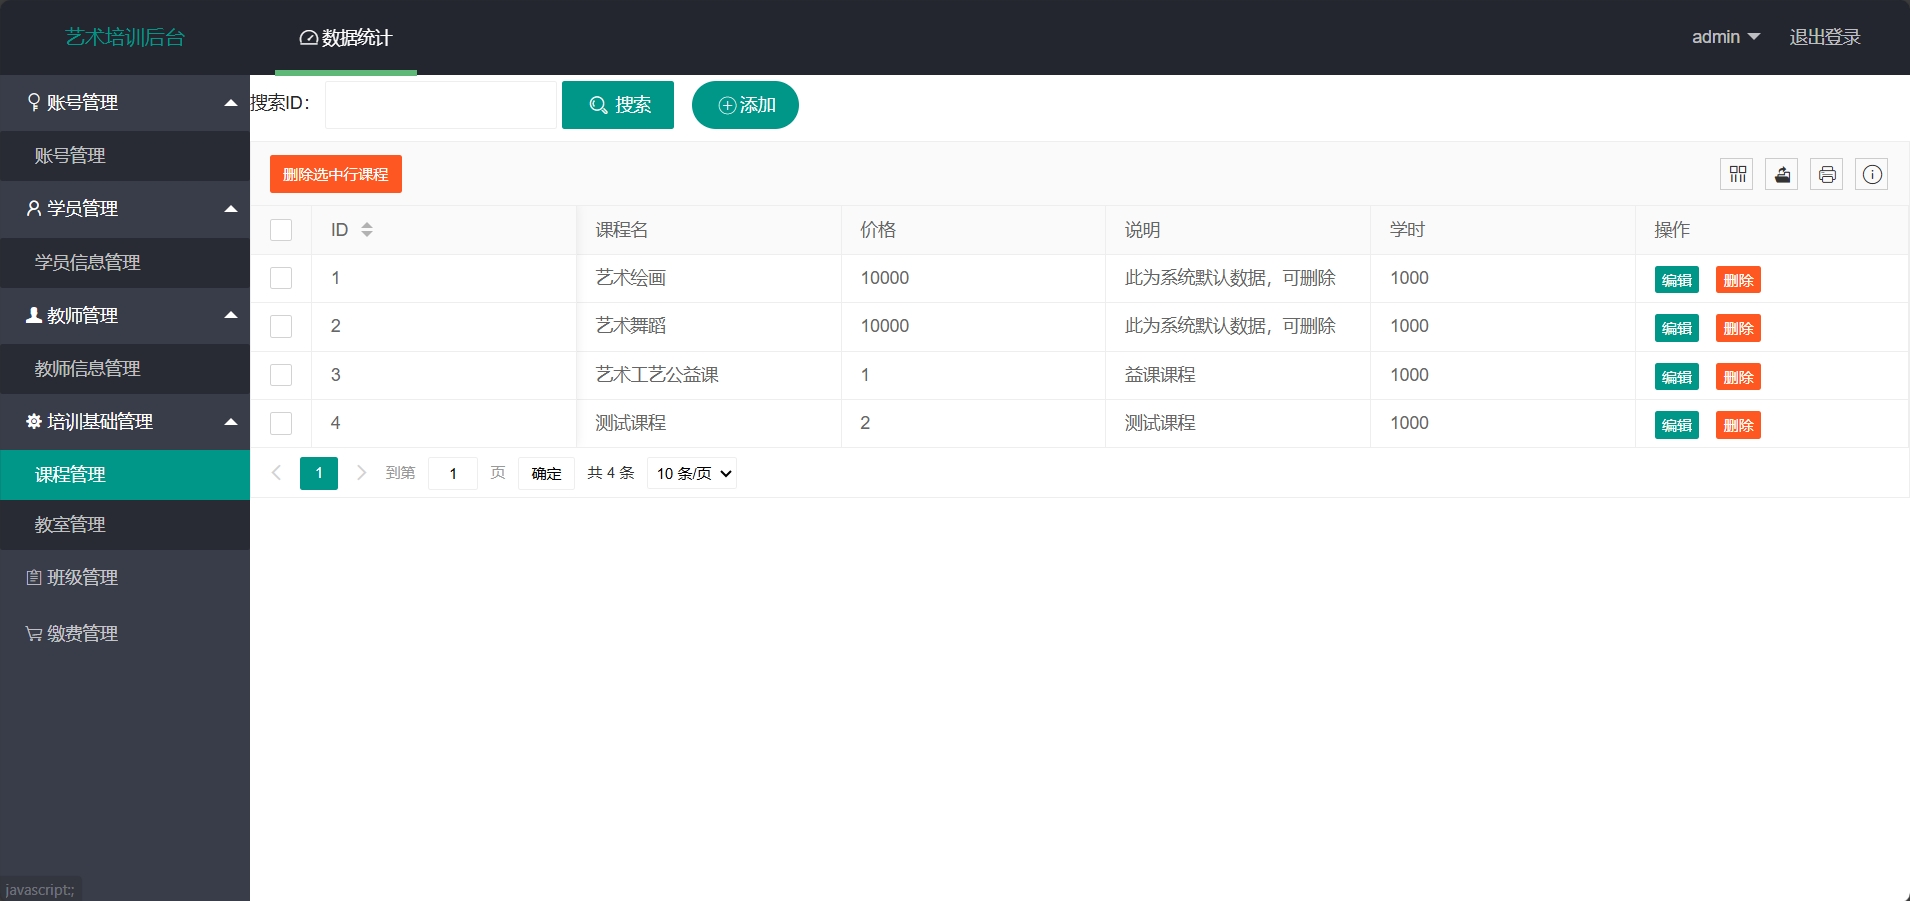 艺术培训后台
数据统计
admin
退出登录
账号管理
账号管理
学员管理
学员信息管理
教师管理
教师信息管理
培训基础管理
课程管理
教室管理
班级管理
缴费管理
搜索ID：
搜索
添加
删除选中行课程
ID 课程名 价格 说明 学时 操作
1 艺术绘画 10000 此为系统默认数据，可删除 1000 编辑 删除
2 艺术舞蹈 10000 此为系统默认数据，可删除 1000 编辑 删除
3 艺术工艺公益课 1 益课课程 1000 编辑 删除
4 测试课程 2 测试课程 1000 编辑 删除
1 到第 1 页 确定 共 4 条 10 条/页
javascript:;